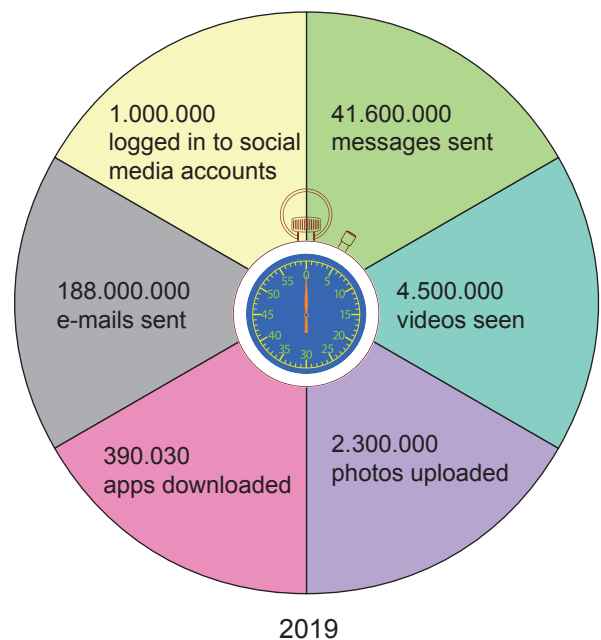 1.000.000
logged in to social
media accounts
41.600.000
messages sent
188.000.000
e-mails sent
4.500.000
videos seen
390.030
apps downloaded
2.300.000
photos uploaded
0
5
10
15
20
25
30
35
40
45
50
55
2019